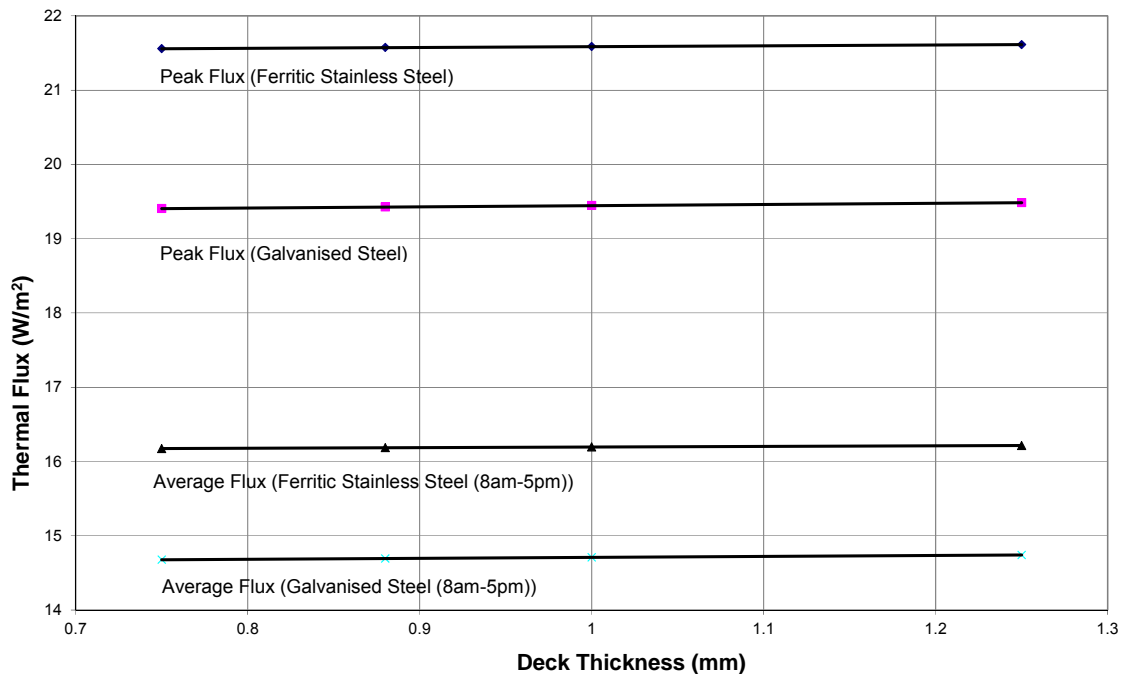 22
21
20
19
18
17
16
15
14
Thermal Flux (W/m²)
Peak Flux (Ferritic Stainless Steel)
Peak Flux (Galvanised Steel)
Average Flux (Ferritic Stainless Steel (8am-5pm))
Average Flux (Galvanised Steel (8am-5pm))
0.7 0.8 0.9 1 1.1 1.2 1.3
Deck Thickness (mm)